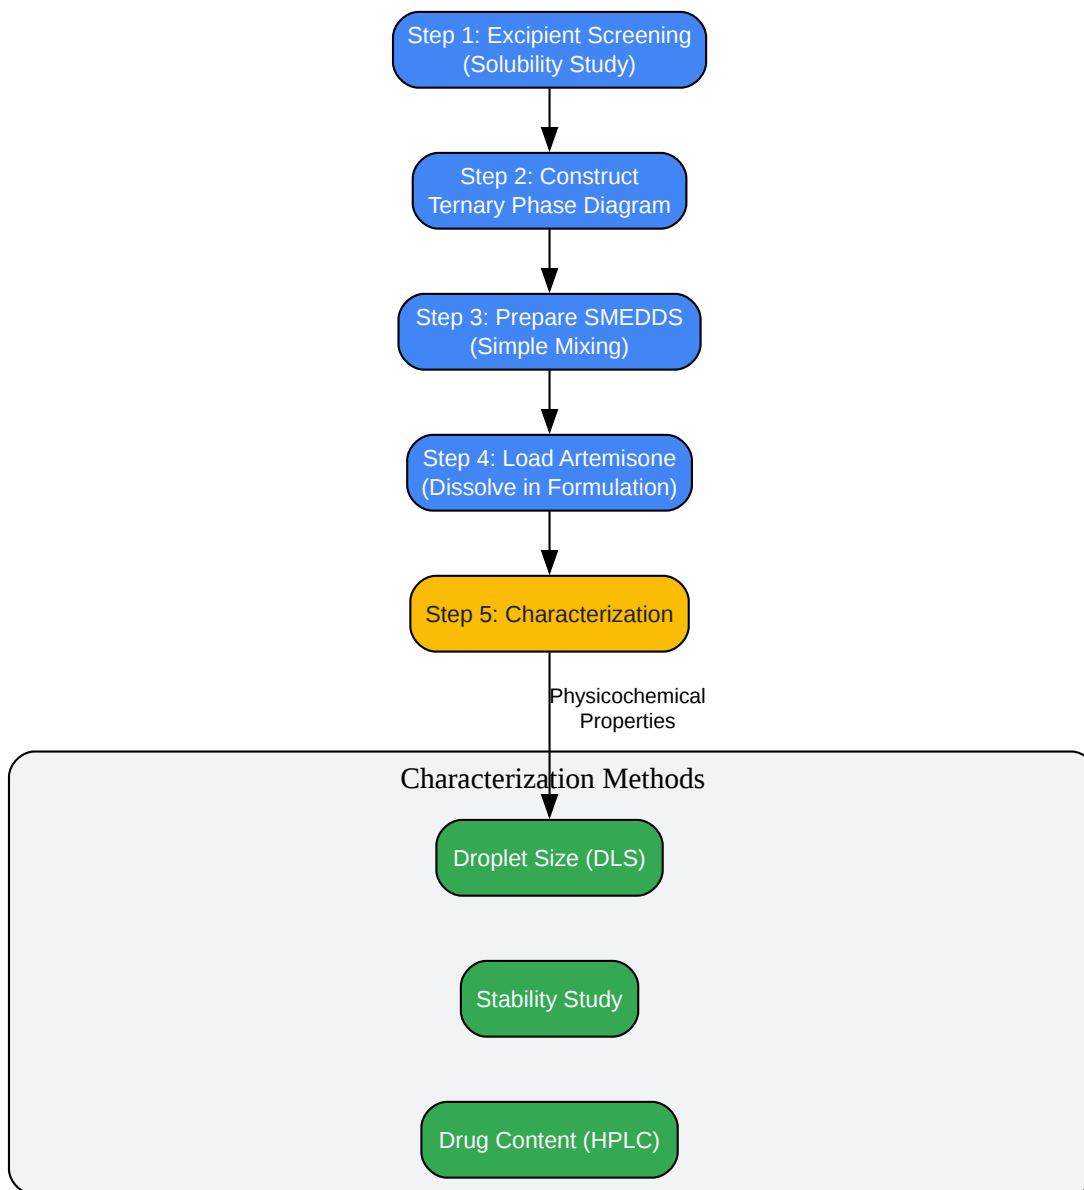 Step 1: Excipient Screening
(Solubility Study)
Step 2: Construct
Ternary Phase Diagram
Step 3: Prepare SMEDDS
(Simple Mixing)
Step 4: Load Artemisone
(Dissolve in Formulation)
Step 5: Characterization
Physicochemical
Properties
Characterization Methods
Droplet Size (DLS)
Stability Study
Drug Content (HPLC)